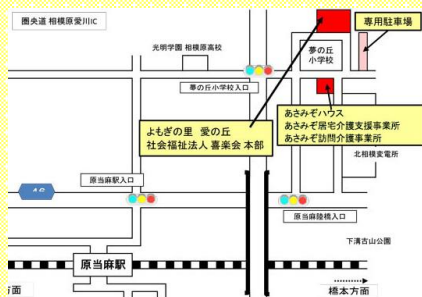 圏央道 相模原愛川IC
専用駐車場
光明学園 相模原高校
夢の丘
小学校
夢の丘小学校入口
あさみぞハウス
あさみぞ居宅介護支援事業所
あさみぞ訪問介護事業所
よもぎの里 愛の丘
社会福祉法人 喜楽会 本部
北相模変電所
原当麻駅入口
原当麻陸橋入口
下溝古山公園
原当麻駅
方面
橋本方面